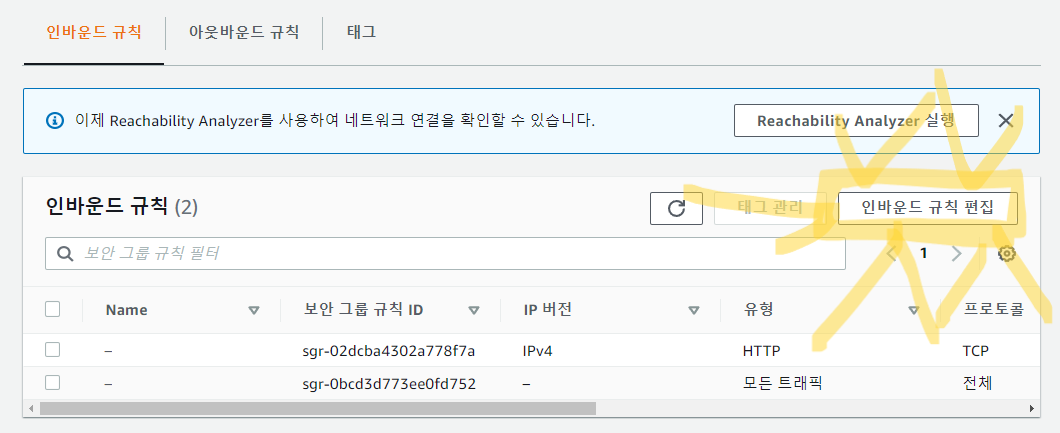 인바운드 규칙 아웃바운드 규칙 태그
이제 Reachability Analyzer를 사용하여 네트워크 연결을 확인할 수 있습니다. Reachability Analyzer 실행
인바운드 규칙 (2) 태그 관리 인바운드 규칙 편집
보안 그룹 규칙 필터 1
Name 보안 그룹 규칙 ID IP 버전 유형 프로토콜
– sgr-02dcba4302a778f7a IPv4 HTTP TCP
– sgr-0bcd3d773ee0fd752 – 모든 트래픽 전체